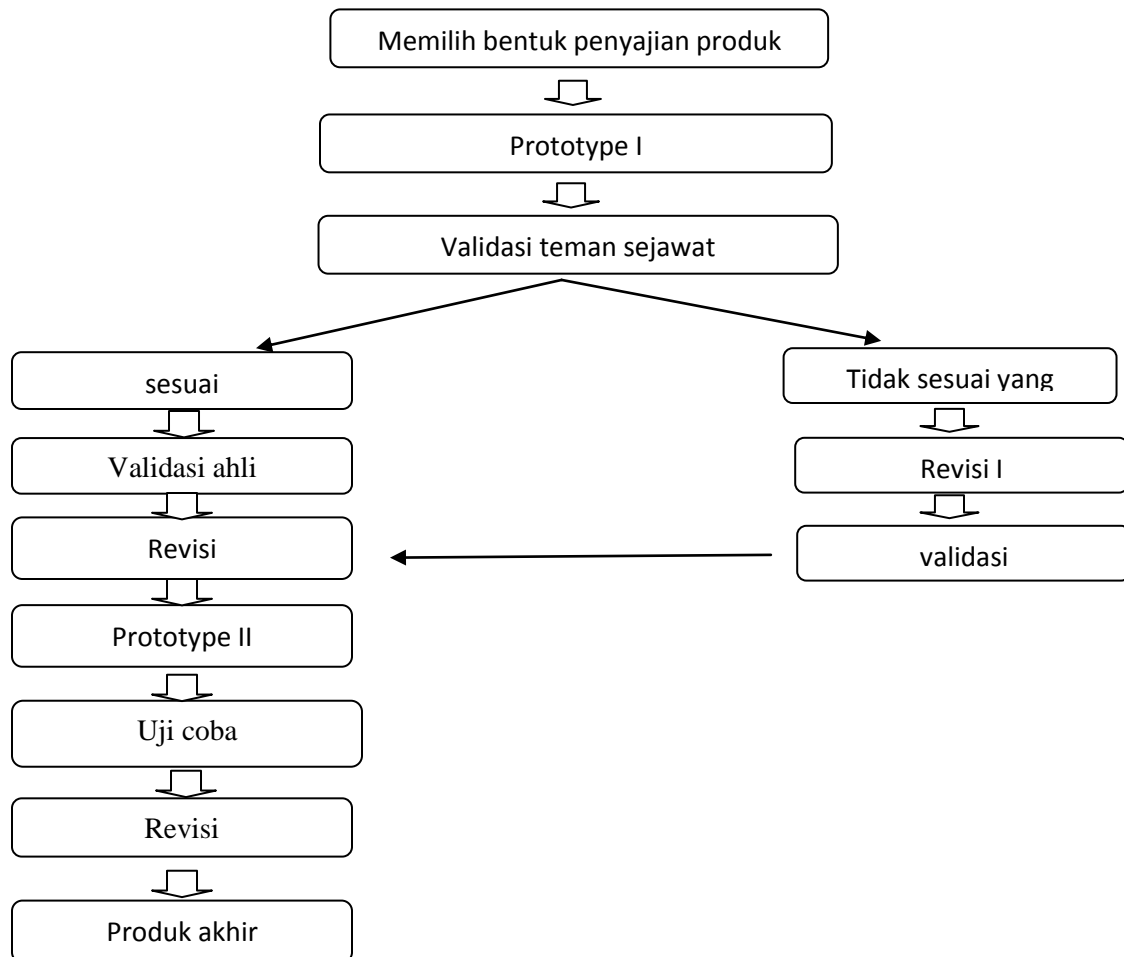 Memilih bentuk penyajian produk
Prototype I
Validasi teman sejawat
sesuai
Tidak sesuai yang
Validasi ahli
Revisi I
Revisi
validasi
Prototype II
Uji coba
Revisi
Produk akhir